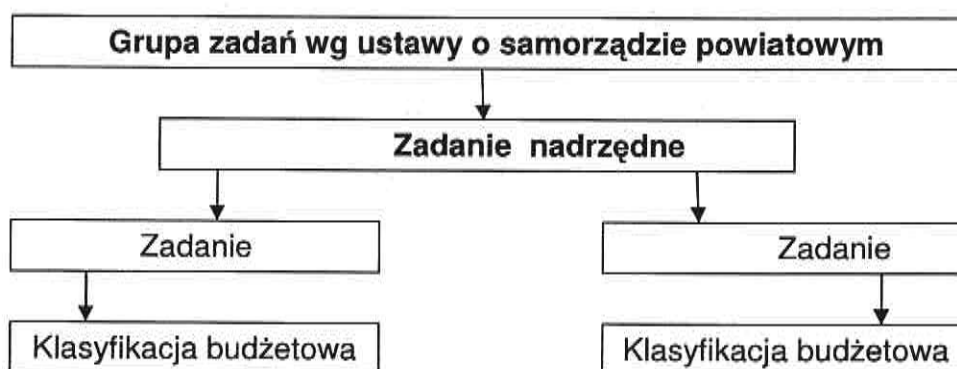 Grupa zadań wg ustawy o samorządzie powiatowym
Zadanie nadrzędne
Zadanie
Zadanie
Klasyfikacja budżetowa
Klasyfikacja budżetowa